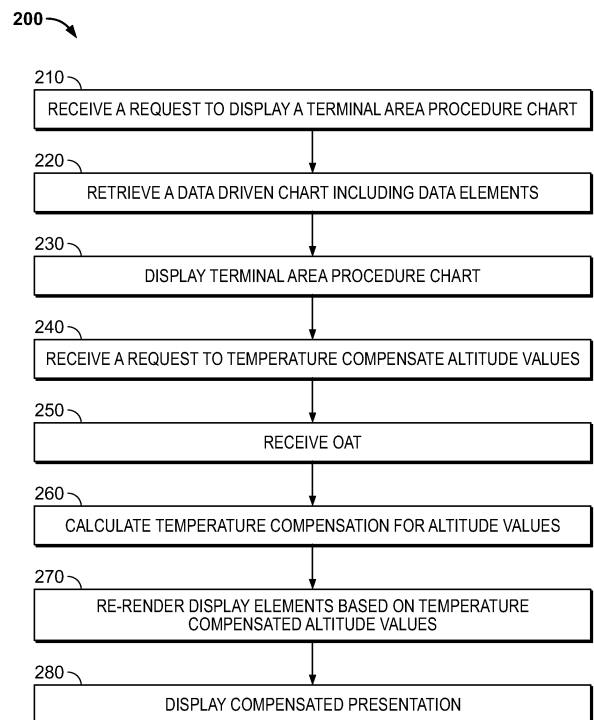 200
210
RECEIVE A REQUEST TO DISPLAY A TERMINAL AREA PROCEDURE CHART
220
RETRIEVE A DATA DRIVEN CHART INCLUDING DATA ELEMENTS
230
DISPLAY TERMINAL AREA PROCEDURE CHART
240
RECEIVE A REQUEST TO TEMPERATURE COMPENSATE ALTITUDE VALUES
250
RECEIVE OAT
260
CALCULATE TEMPERATURE COMPENSATION FOR ALTITUDE VALUES
270
RE-RENDER DISPLAY ELEMENTS BASED ON TEMPERATURE
COMPENSATED ALTITUDE VALUES
280
DISPLAY COMPENSATED PRESENTATION